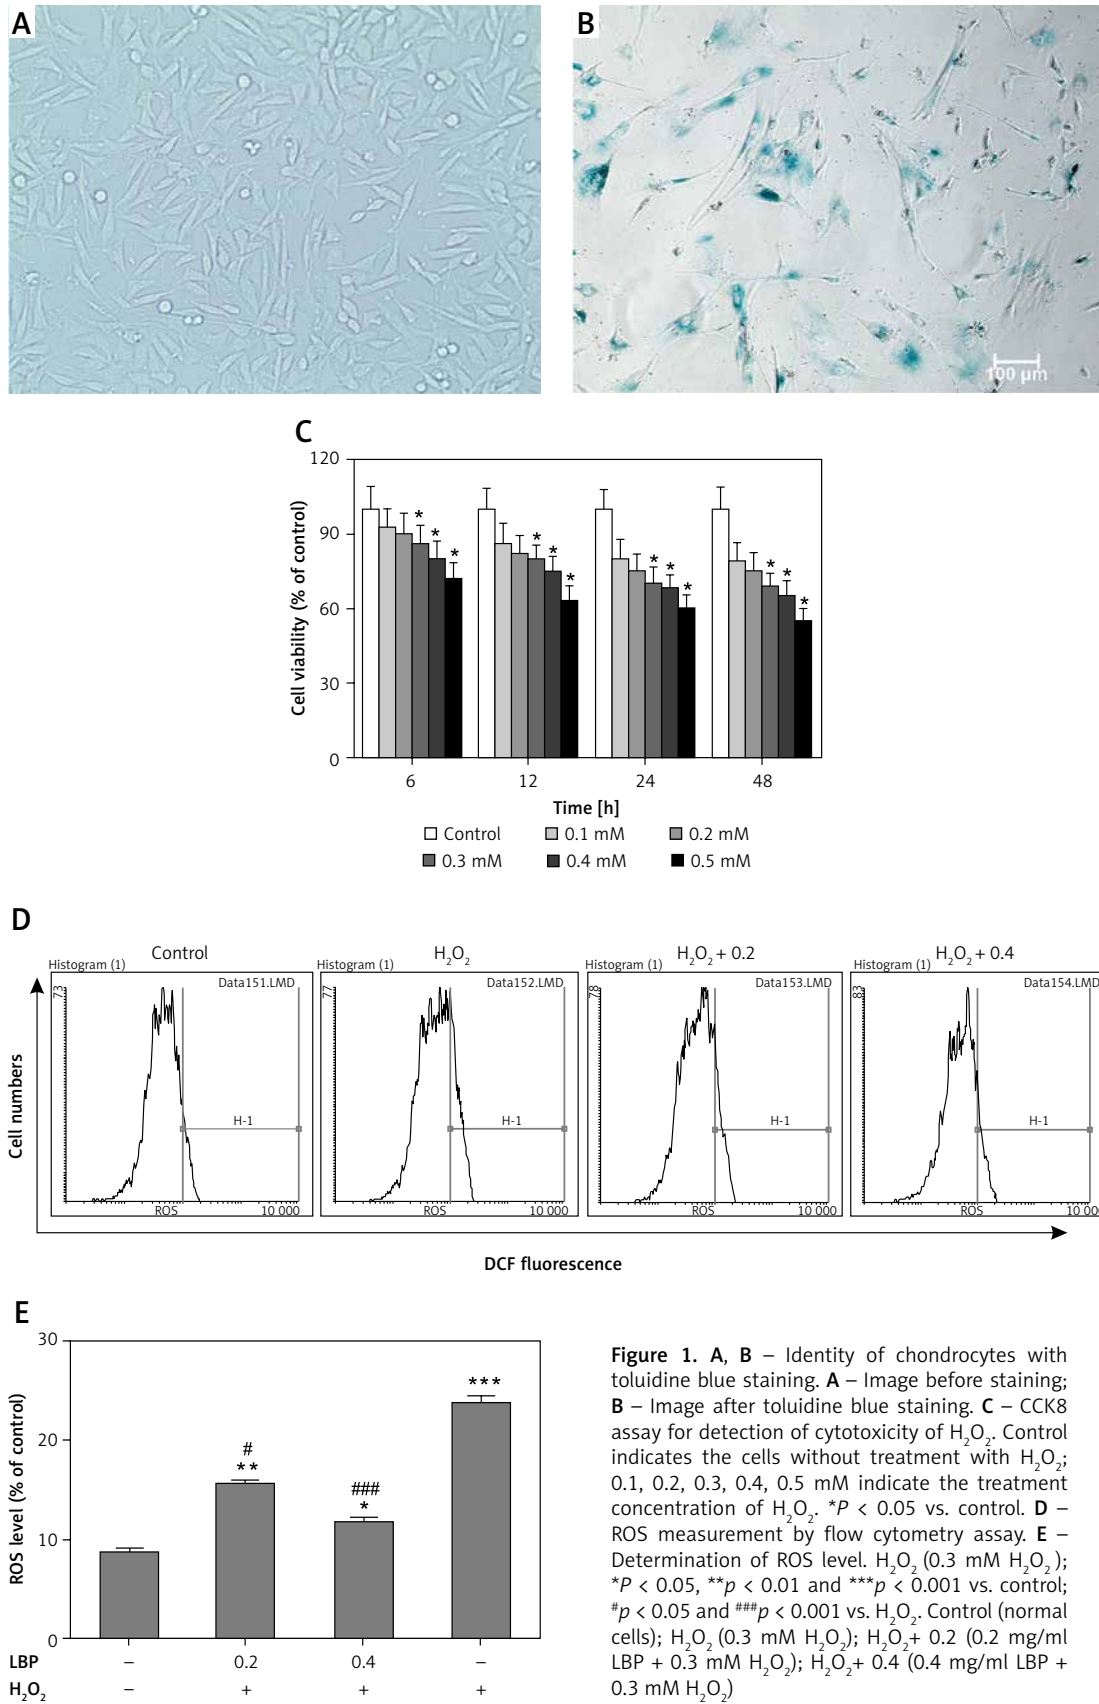 A
B
100 µm
C
Cell viability (% of control)
120
90
60
30
0
* * *
* * *
* * *
* * *
6 12 24 48
Time [h]
Control 0.1 mM 0.2 mM
0.3 mM 0.4 mM 0.5 mM
D
Cell numbers
Control
Histogram (1)
Data151.LMD
73
H-1
ROS 10 000
H₂O₂
Histogram (1)
Data152.LMD
77
H-1
ROS 10 000
H₂O₂ + 0.2
Histogram (1)
Data153.LMD
78
H-1
ROS 10 000
H₂O₂ + 0.4
Histogram (1)
Data154.LMD
83
H-1
ROS 10 000
DCF fluorescence
E
ROS level (% of control)
30
20
10
0
#
**
###
*
***
LBP – 0.2 0.4 –
H₂O₂ – + + +
Figure 1. A, B – Identity of chondrocytes with
toluidine blue staining. A – Image before staining;
B – Image after toluidine blue staining. C – CCK8
assay for detection of cytotoxicity of H₂O₂. Control
indicates the cells without treatment with H₂O₂;
0.1, 0.2, 0.3, 0.4, 0.5 mM indicate the treatment
concentration of H₂O₂. *P < 0.05 vs. control. D –
ROS measurement by flow cytometry assay. E –
Determination of ROS level. H₂O₂ (0.3 mM H₂O₂);
*P < 0.05, **p < 0.01 and ***p < 0.001 vs. control;
#p < 0.05 and ###p < 0.001 vs. H₂O₂. Control (normal
cells); H₂O₂ (0.3 mM H₂O₂); H₂O₂+ 0.2 (0.2 mg/ml
LBP + 0.3 mM H₂O₂); H₂O₂+ 0.4 (0.4 mg/ml LBP +
0.3 mM H₂O₂)